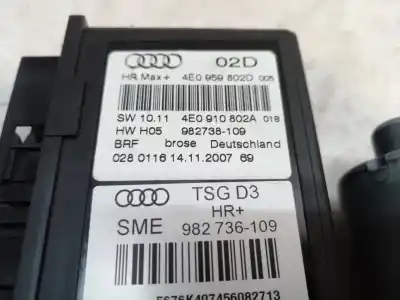 02D
HR Max+ 4E0 959 802D 005
SW 10.11 4E0 910 802A 018
HW H05 982738-109
BRF brose Deutschland
028 0116 14.11.2007 69
TSG D3
HR+
SME 982 736-109